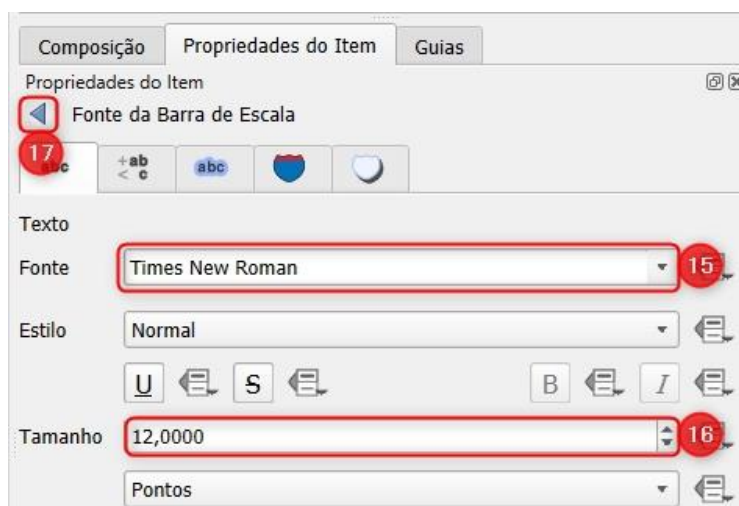 Composição Propriedades do Item Guias
Propriedades do Item
Fonte da Barra de Escala
17
abc +ab < c abc
Texto
Fonte Times New Roman 15
Estilo Normal
U S B I
Tamanho 12,0000 16
Pontos